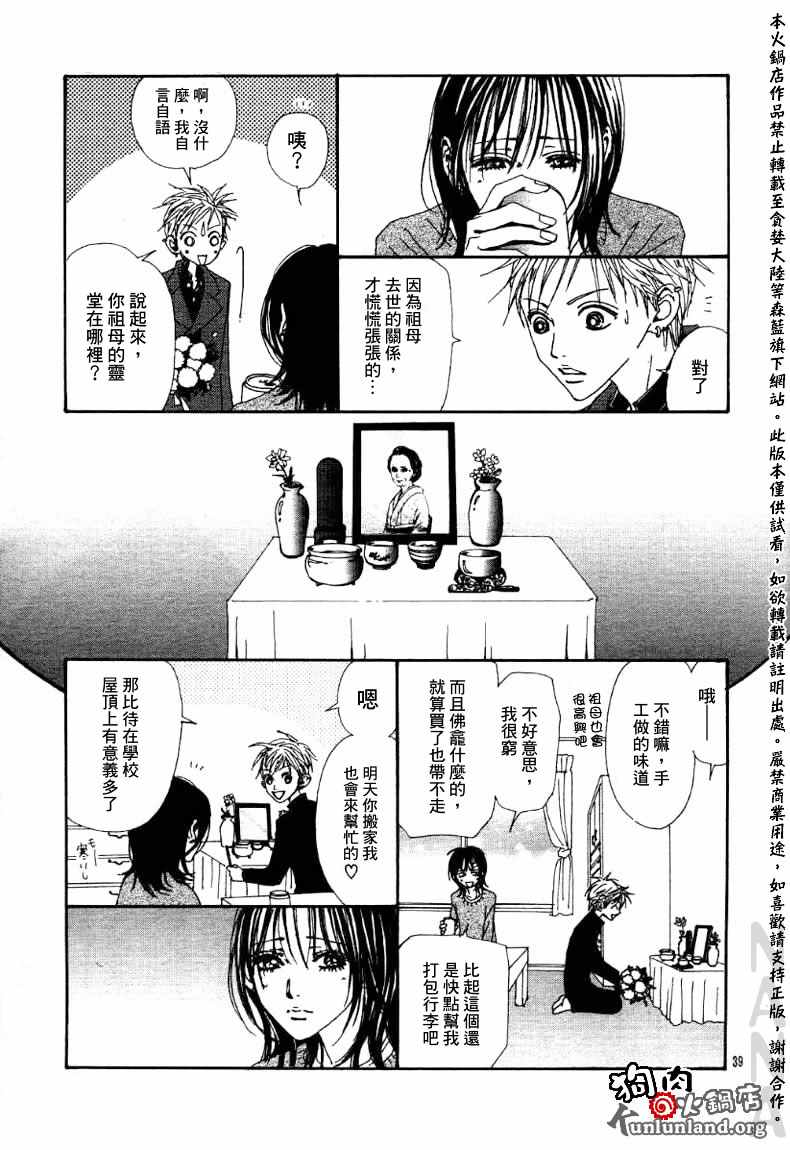 對了
因為祖母
去世的關係，
才慌慌張張的…
咦？
啊，沒什
麼，我自
言自語
說起來，
你祖母的靈
堂在哪裡？
哦——
不錯嘛，手
工做的味道
祖母也會
很高興吧
不好意思，
我很窮
而且佛龕什麼的，
就算買了也帶不走
比起這個還
是快點幫我
打包行李吧
嗯
明天你搬家我
也會來幫忙的♡
那比待在學校
屋頂上有意義多
了
39
狗肉
火鍋店
Kunlunland.org
NANA
本火鍋店作品禁止轉載至貪婪大陸等森藍旗下網站。此版本僅供試看，如欲轉載請註明出處。嚴禁商業用途，如喜歡請支持正版，謝謝合作。